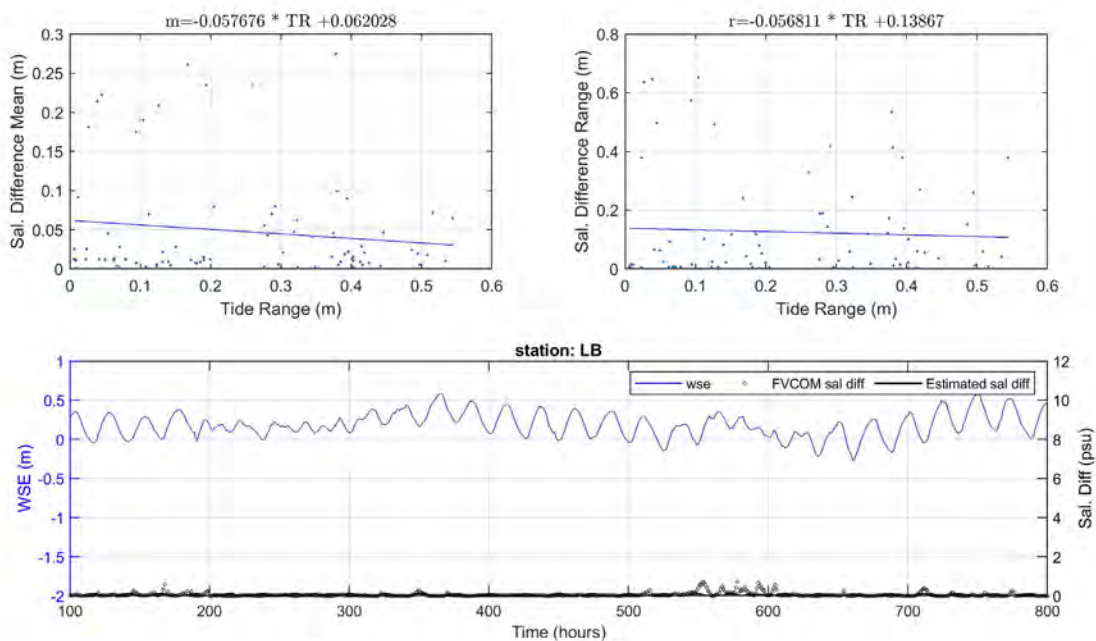 m=-0.057676 * TR +0.062028
0.3
0.25
0.2
0.15
0.1
0.05
0
Sal. Difference Mean (m)
0 0.1 0.2 0.3 0.4 0.5 0.6
Tide Range (m)
r=-0.056811 * TR +0.13867
0.8
0.6
0.4
0.2
0
Sal. Difference Range (m)
0 0.1 0.2 0.3 0.4 0.5 0.6
Tide Range (m)
station: LB
wse FVCOM sal diff Estimated sal diff
1
0.5
0
-0.5
-1
-1.5
-2
WSE (m)
12
10
8
6
4
2
0
Sal. Diff (psu)
100 200 300 400 500 600 700 800
Time (hours)